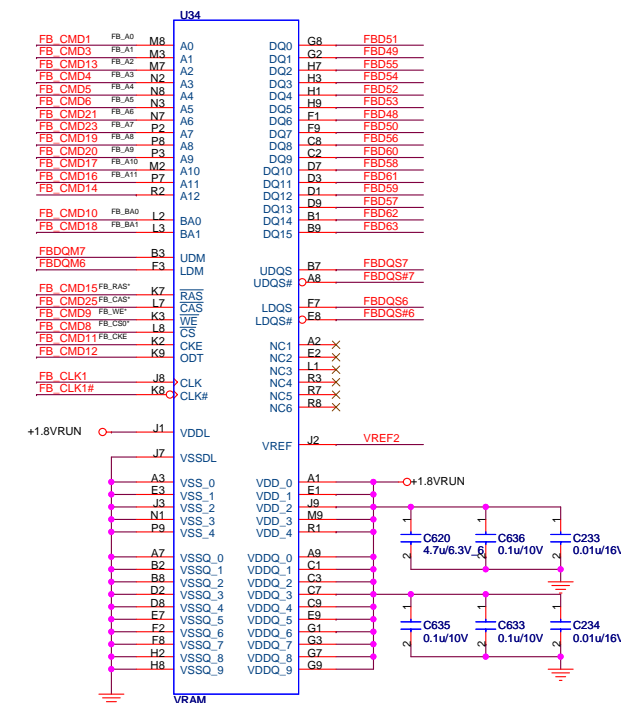 U34
FB_CMD1 FB_A0 M8 A0 DQ0 G8 FBD51
FB_CMD3 FB_A1 M3 A1 DQ1 G2 FBD49
FB_CMD13 FB_A2 M7 A2 DQ2 H7 FBD55
FB_CMD4 FB_A3 N2 A3 DQ3 H3 FBD54
FB_CMD5 FB_A4 N8 A4 DQ4 H1 FBD52
FB_CMD6 FB_A5 N3 A5 DQ5 H9 FBD53
FB_CMD21 FB_A6 N7 A6 DQ6 F1 FBD48
FB_CMD23 FB_A7 P2 A7 DQ7 F9 FBD50
FB_CMD19 FB_A8 P8 A8 DQ8 C8 FBD56
FB_CMD20 FB_A9 P3 A9 DQ9 C2 FBD60
FB_CMD17 FB_A10 M2 A10 DQ10 D7 FBD58
FB_CMD16 FB_A11 P7 A11 DQ11 D3 FBD61
FB_CMD14 R2 A12 DQ12 D1 FBD59
DQ13 D9 FBD57
FB_CMD10 FB_BA0 L2 BA0 DQ14 B1 FBD62
FB_CMD18 FB_BA1 L3 BA1 DQ15 B9 FBD63
FBDQM7 B3 UDM UDQS B7 FBDQS7
FBDQM6 F3 LDM UDQS# A8 FBDQS#7
FB_CMD15 FB_RAS* K7 RAS
FB_CMD25 FB_CAS* L7 CAS LDQS F7 FBDQS6
FB_CMD9 FB_WE* K3 WE LDQS# E8 FBDQS#6
FB_CMD8 FB_CS0* L8 CS
FB_CMD11 FB_CKE K2 CKE NC1 A2
FB_CMD12 K9 ODT NC2 E2
NC3 L1
FB_CLK1 J8 CLK NC4 R3
FB_CLK1# K8 CLK# NC5 R7
NC6 R8
+1.8VRUN J1 VDDL
J7 VSSDL VREF J2 VREF2
A3 VSS_0 VDD_0 A1 +1.8VRUN
E3 VSS_1 VDD_1 E1
J3 VSS_2 VDD_2 J9
N1 VSS_3 VDD_3 M9
P9 VSS_4 VDD_4 R1
1 C620 1 C636 1 C233
2 4.7u/6.3V_6 2 0.1u/10V 2 0.01u/16V
A7 VSSQ_0 VDDQ_0 A9
B2 VSSQ_1 VDDQ_1 C1
B8 VSSQ_2 VDDQ_2 C3
D2 VSSQ_3 VDDQ_3 C7
D8 VSSQ_4 VDDQ_4 C9
E7 VSSQ_5 VDDQ_5 E9
F2 VSSQ_6 VDDQ_6 G1
F8 VSSQ_7 VDDQ_7 G3
H2 VSSQ_8 VDDQ_8 G7
H8 VSSQ_9 VDDQ_9 G9
1 C635 1 C633 1 C234
2 0.1u/10V 2 0.1u/10V 2 0.01u/16V
VRAM